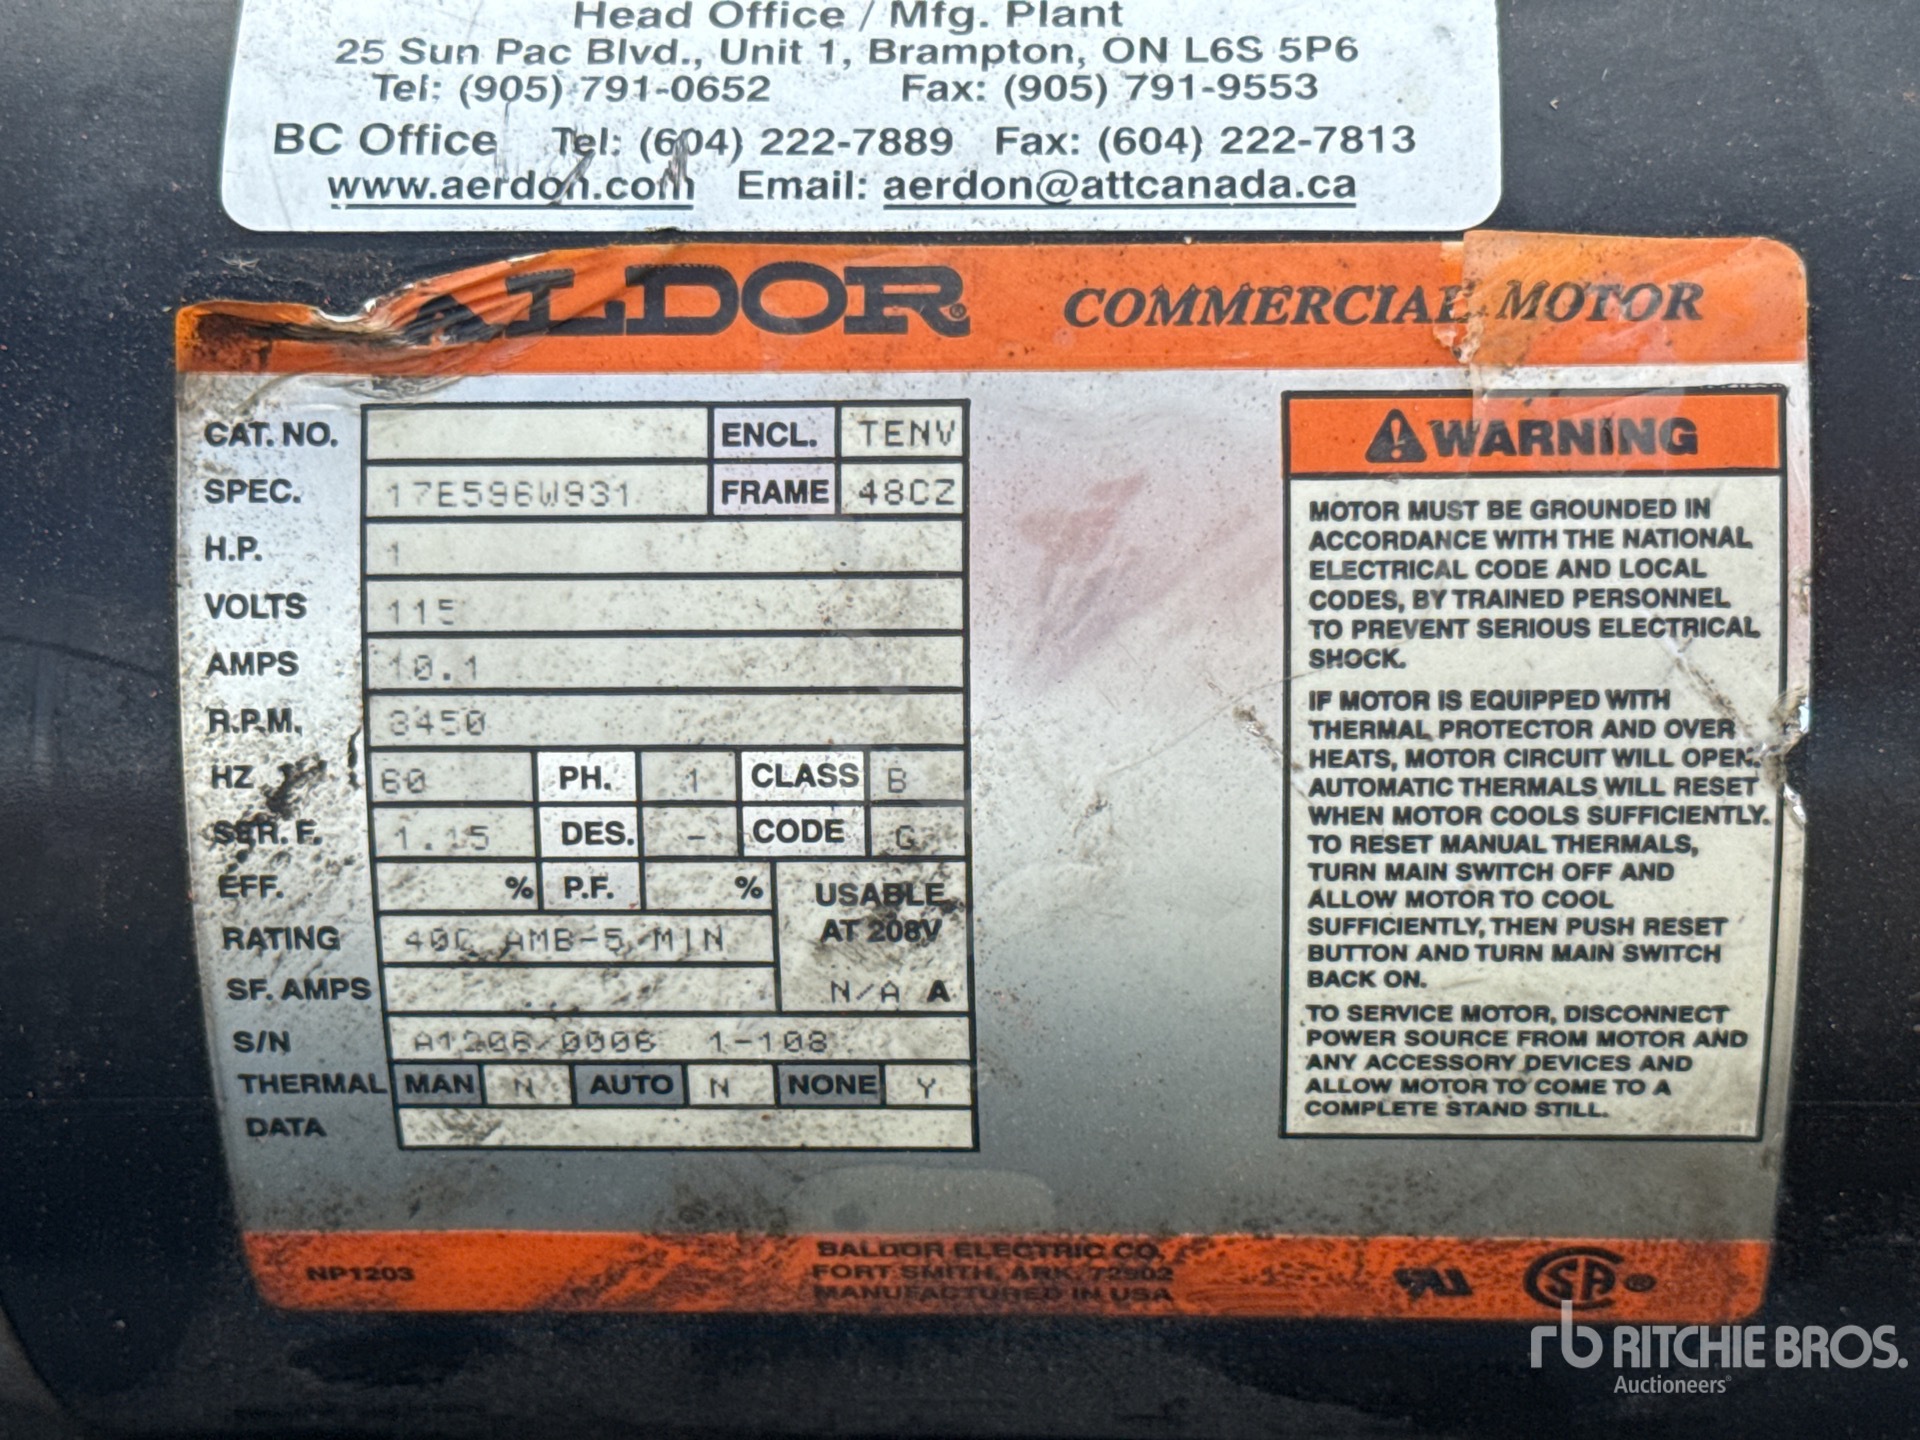 Head Office / Mfg. Plant
25 Sun Pac Blvd., Unit 1, Brampton, ON L6S 5P6
Tel: (905) 791-0652 Fax: (905) 791-9553
BC Office Tel: (604) 222-7889 Fax: (604) 222-7813
www.aerdon.com Email: aerdon@attcanada.ca
ALDOR® COMMERCIAL MOTOR
CAT. NO. ENCL. TENV
SPEC. 17E596W931 FRAME 48CZ
H.P. 1
VOLTS 115
AMPS 10.1
R.P.M. 3450
HZ 60 PH. 1 CLASS B
SER. F. 1.15 DES. - CODE G
EFF. % P.F. % USABLE
AT 208V
RATING 40C AMB-5 MIN
SF. AMPS N/A A
S/N A1206/0006 1-108
THERMAL MAN N AUTO N NONE Y
DATA
WARNING
MOTOR MUST BE GROUNDED IN
ACCORDANCE WITH THE NATIONAL
ELECTRICAL CODE AND LOCAL
CODES, BY TRAINED PERSONNEL
TO PREVENT SERIOUS ELECTRICAL
SHOCK.
IF MOTOR IS EQUIPPED WITH
THERMAL PROTECTOR AND OVER
HEATS, MOTOR CIRCUIT WILL OPEN.
AUTOMATIC THERMALS WILL RESET
WHEN MOTOR COOLS SUFFICIENTLY.
TO RESET MANUAL THERMALS,
TURN MAIN SWITCH OFF AND
ALLOW MOTOR TO COOL
SUFFICIENTLY, THEN PUSH RESET
BUTTON AND TURN MAIN SWITCH
BACK ON.
TO SERVICE MOTOR, DISCONNECT
POWER SOURCE FROM MOTOR AND
ANY ACCESSORY DEVICES AND
ALLOW MOTOR TO COME TO A
COMPLETE STAND STILL.
NP1203
BALDOR ELECTRIC CO.
FORT SMITH, ARK. 72902
MANUFACTURED IN USA
SA®
rb RITCHIE BROS.
Auctioneers